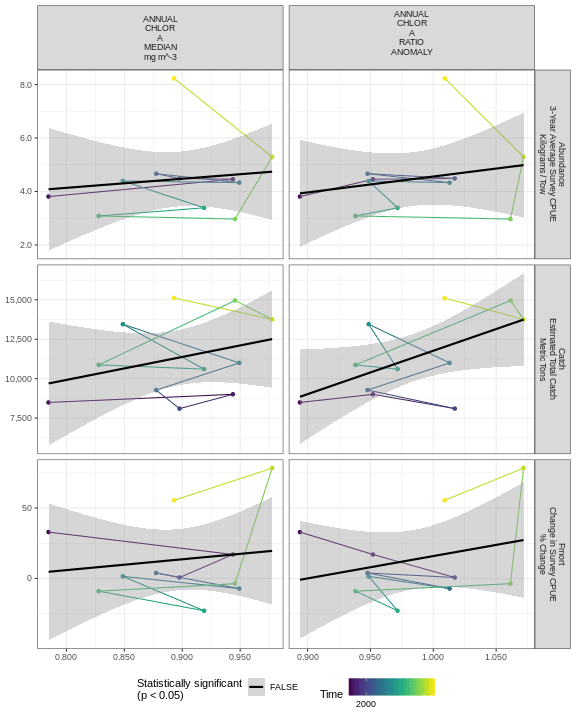 ANNUAL
CHLOR
A
MEDIAN
mg m^-3
ANNUAL
CHLOR
A
RATIO
ANOMALY
8.0
6.0
4.0
2.0
Abundance
3-Year Average Survey CPUE
Kilograms / Tow
15,000
12,500
10,000
7,500
Catch
Estimated Total Catch
Metric Tons
50
0
Fmort
Change in Survey CPUE
% Change
0.800
0.850
0.900
0.950
0.900
0.950
1.000
1.050
Statistically significant
(p < 0.05)
FALSE
Time
2000